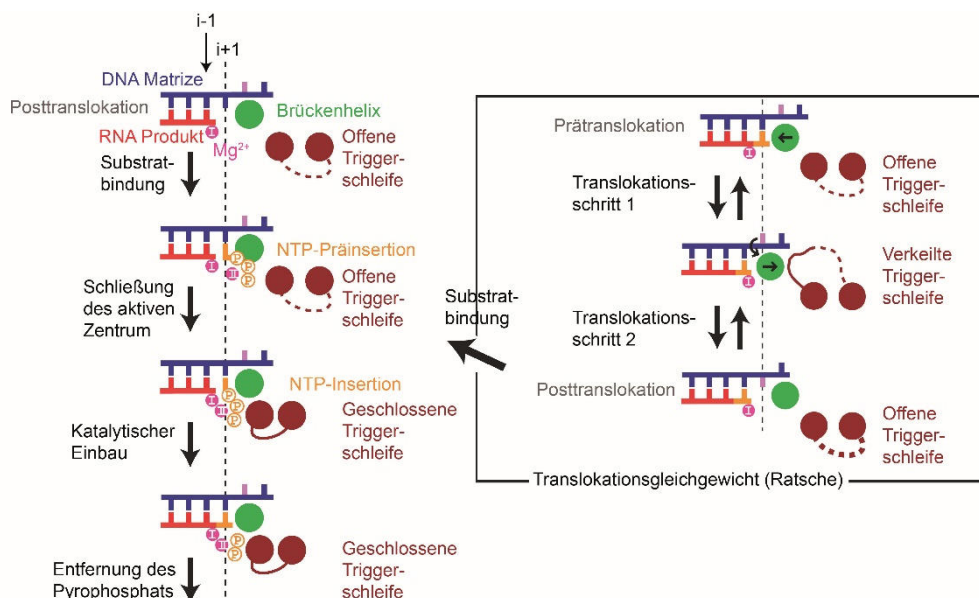 i-1
i+1
DNA Matrize
Posttranslokation
Brückenhelix
RNA Produkt
I
Mg2+
Offene
Trigger-
schleife
Substrat-
bindung
NTP-Präinsertion
P
P
P
I
II
Offene
Trigger-
schleife
Schließung
des aktiven
Zentrum
NTP-Insertion
P
P
P
I
II
Geschlossene
Trigger-
schleife
Katalytischer
Einbau
I
II
P
P
Geschlossene
Trigger-
schleife
Entfernung des
Pyrophosphats
Substrat-
bindung
Prätranslokation
I
Offene
Trigger-
schleife
Translokations-
schritt 1
I
Verkeilte
Trigger-
schleife
Translokations-
schritt 2
Posttranslokation
I
Offene
Trigger-
schleife
Translokationsgleichgewicht (Ratsche)